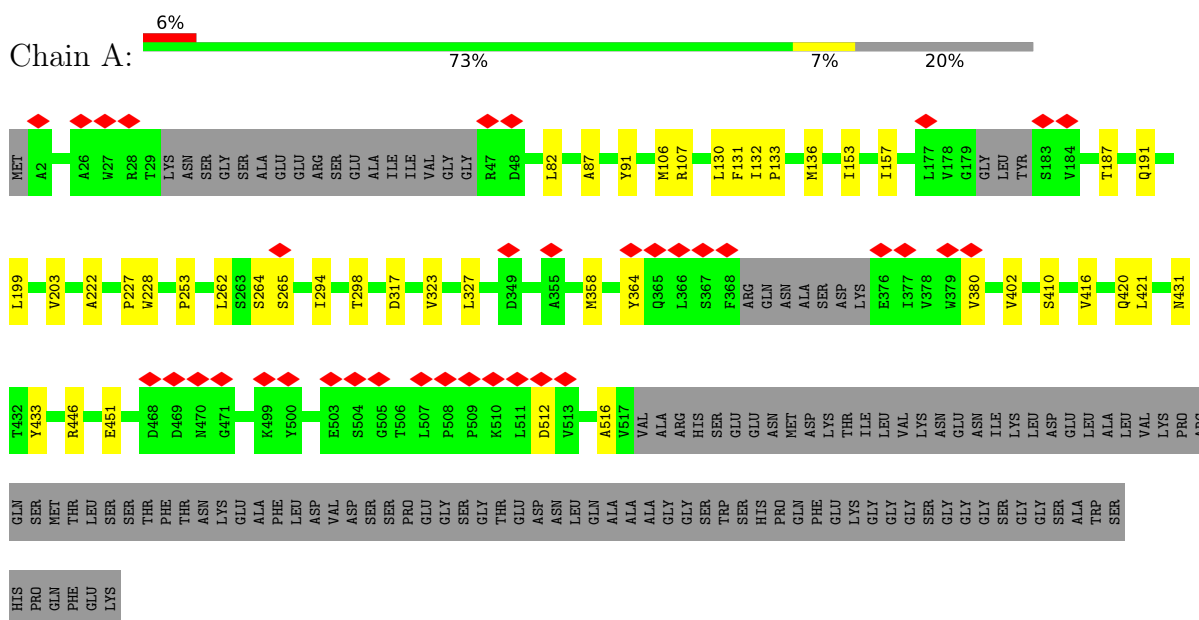 6%
Chain A:
73% 7% 20%
MET A2 A26 W27 R28 T29 LYS ASN SER GLY SER ALA GLU GLU ARG SER GLU ALA ILE ILE VAL GLY GLY R47 D48 L82 A87 Y91 M106 R107 L130 F131 I132 P133 M136 I153 I157 L177 V178 G179 GLY LEU TYR S183 V184 T187 Q191
L199 V203 A222 P227 W228 P253 L262 S263 S264 S265 I294 T298 D317 V323 L327 D349 A355 M358 Y364 Q365 L366 S367 F368 ARG GLN ASN ALA SER ASP LYS E376 I377 V378 W379 V380 V402 S410 V416 Q420 L421 N431
T432 Y433 R446 E451 D468 D469 N470 G471 K499 Y500 E503 S504 G505 T506 L507 P508 P509 K510 L511 D512 V513 A516 V517 VAL ALA ARG HIS SER GLU GLU ASN MET ASP LYS THR ILE LEU VAL LYS ASN GLU ASN ILE LYS LEU ASP GLU LEU ALA LEU VAL LYS PRO ARG
GLN SER MET THR LEU SER SER THR PHE THR ASN LYS GLU ALA PHE LEU ASP VAL ASP SER SER PRO GLU GLY SER GLY THR GLU ASP ASN LEU GLN ALA ALA ALA GLY GLY SER TRP SER HIS PRO GLN PHE GLU LYS GLY GLY GLY SER GLY GLY GLY SER GLY GLY SER ALA TRP SER
HIS PRO GLN PHE GLU LYS